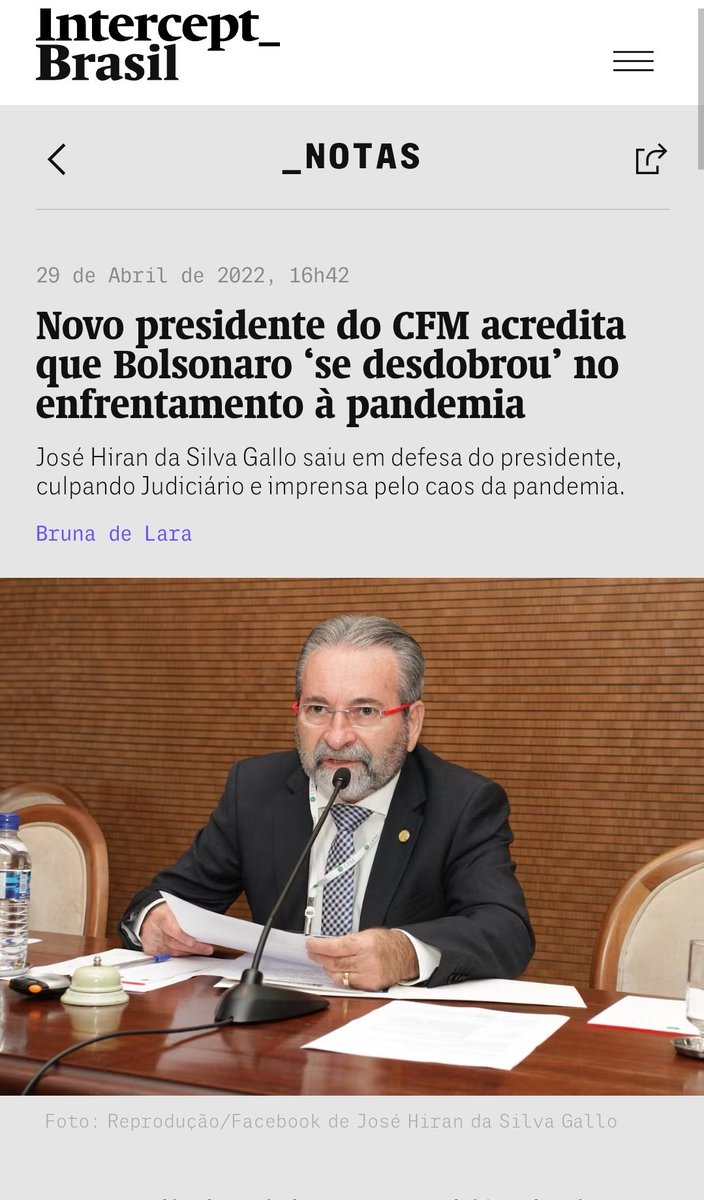 Intercept_
Brasil
_NOTAS
29 de Abril de 2022, 16h42
Novo presidente do CFM acredita
que Bolsonaro ‘se desdobrou’ no
enfrentamento à pandemia
José Hiran da Silva Gallo saiu em defesa do presidente,
culpando Judiciário e imprensa pelo caos da pandemia.
Bruna de Lara
Foto: Reprodução/Facebook de José Hiran da Silva Gallo